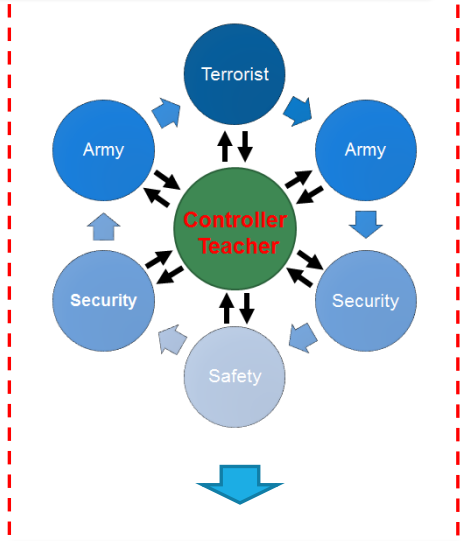 Terrorist
Army
Army
Controller
Teacher
Security
Security
Safety